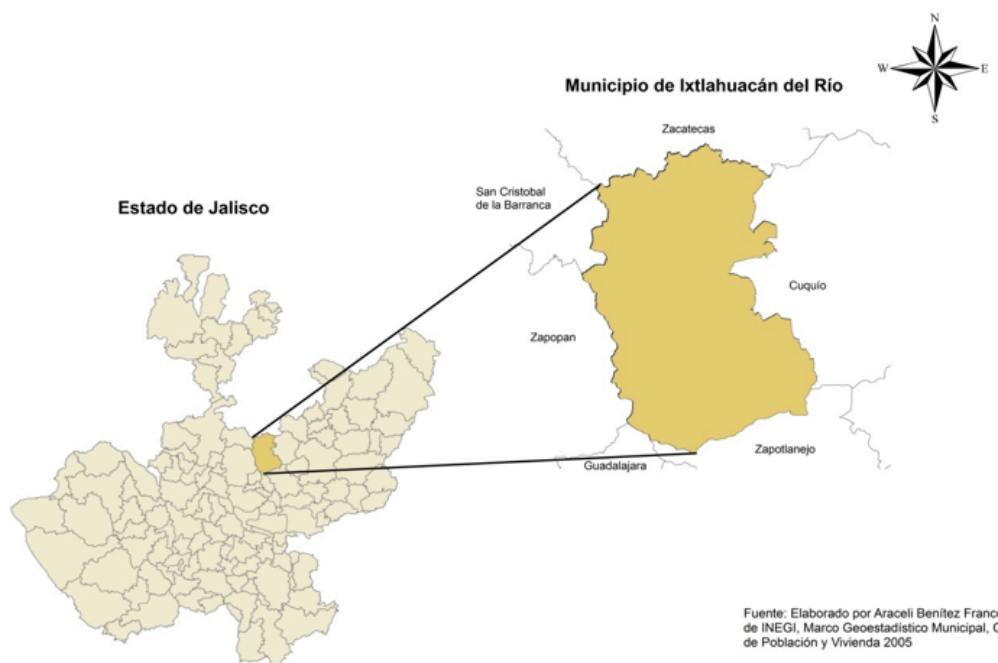 N
W
E
S
Municipio de Ixtlahuacán del Río
Zacatecas
San Cristobal
de la Barranca
Estado de Jalisco
Cuquío
Zapopan
Zapotlanejo
Guadalajara
Fuente: Elaborado por Araceli Benítez
de INEGI, Marco Geoestadístico Municipal,
de Población y Vivienda 2005